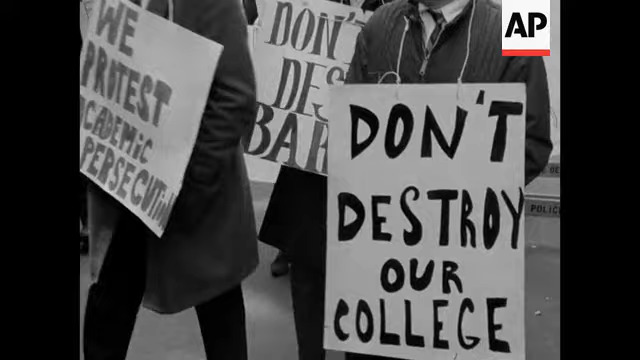 WE
PROTEST
ACADEMIC
PERSECUTION
DON'T
DES
BAR
DON'T
DESTROY
OUR
COLLEGE
AP
POLICE